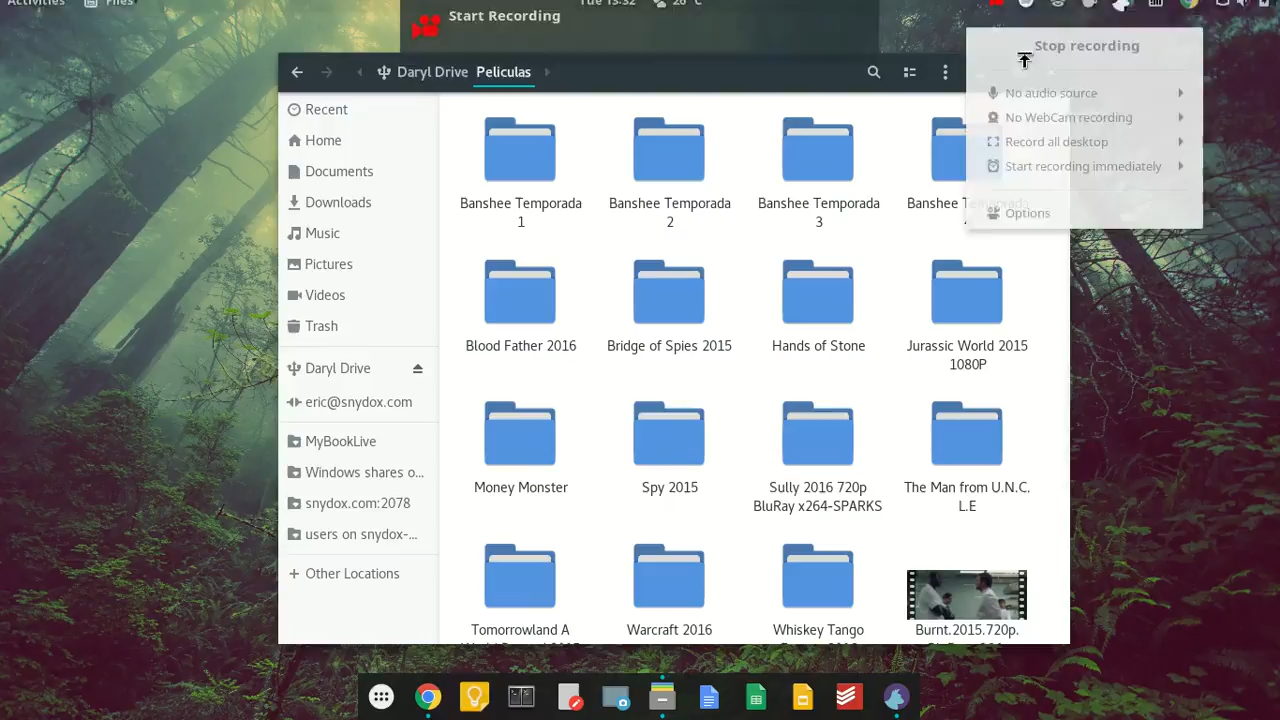 Activities Files Tue 13:32 26°C
Start Recording
Daryl Drive Peliculas
Stop recording
No audio source
No WebCam recording
Record all desktop
Start recording immediately
Options
Recent
Home
Documents
Downloads
Music
Pictures
Videos
Trash
Daryl Drive
eric@snydox.com
MyBookLive
Windows shares o...
snydox.com:2078
users on snydox-...
Other Locations
Banshee Temporada
1
Banshee Temporada
2
Banshee Temporada
3
Banshee Temporada
Blood Father 2016
Bridge of Spies 2015
Hands of Stone
Jurassic World 2015
1080P
Money Monster
Spy 2015
Sully 2016 720p
BluRay x264-SPARKS
The Man from U.N.C.
L.E
Tomorrowland A
Warcraft 2016
Whiskey Tango
Burnt.2015.720p.